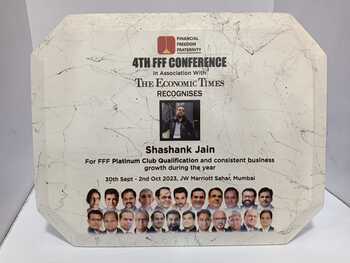 FINANCIAL
FREEDOM
FRATERNITY
4TH FFF CONFERENCE
in Association With
THE ECONOMIC TIMES
RECOGNISES
Shashank Jain
For FFF Platinum Club Qualification and consistent business
growth during the year
30th Sept - 2nd Oct 2023, JW Marriott Sahar, Mumbai